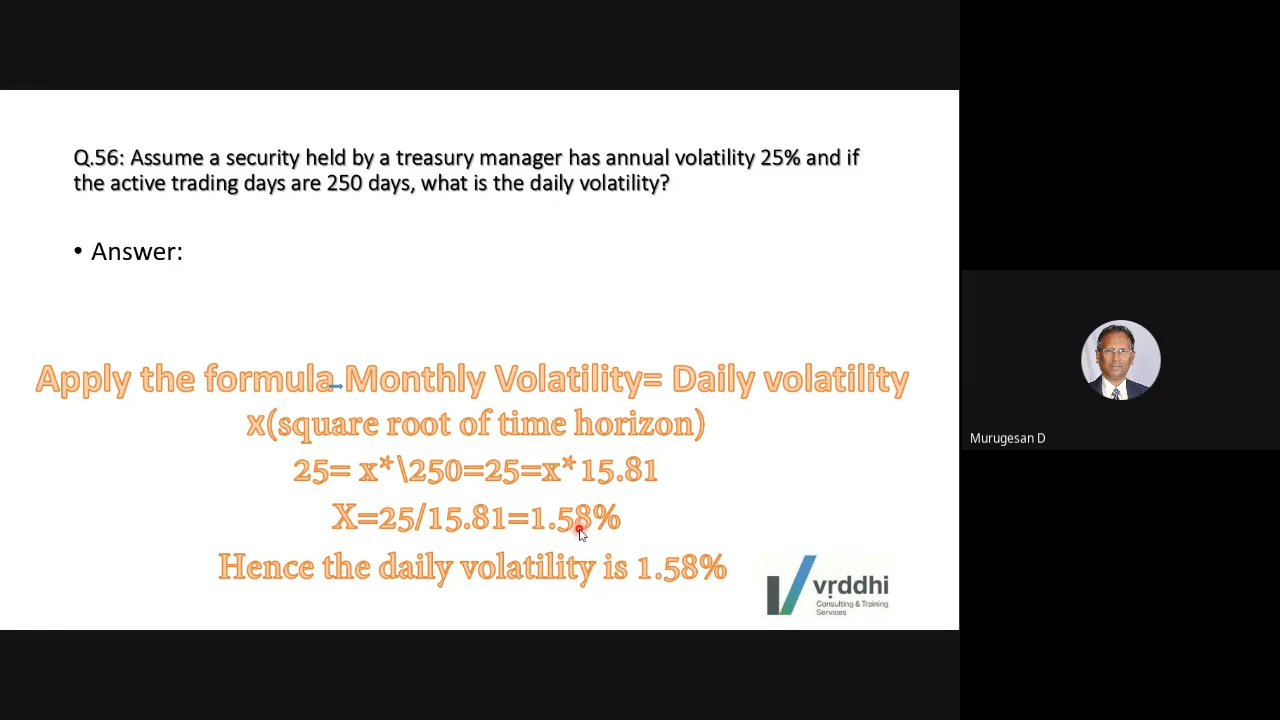 Q.56: Assume a security held by a treasury manager has annual volatility 25% and if
the active trading days are 250 days, what is the daily volatility?
• Answer:
Apply the formula→Monthly Volatility= Daily volatility
x(square root of time horizon)
25= x*\250=25=x*15.81
X=25/15.81=1.58%
Hence the daily volatility is 1.58%
vṛddhi
Consulting & Training
Services
Murugesan D